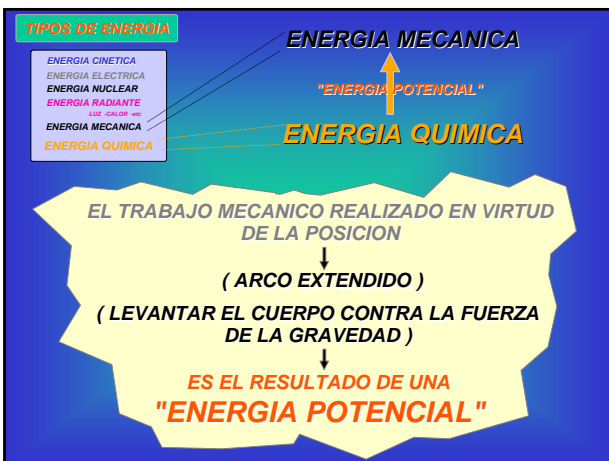 TIPOS DE ENERGIA
ENERGIA CINETICA
ENERGIA ELECTRICA
ENERGIA NUCLEAR
ENERGIA RADIANTE
-LUZ -CALOR -etc
ENERGIA MECANICA
ENERGIA QUIMICA
ENERGIA MECANICA
"ENERGIA POTENCIAL"
ENERGIA QUIMICA
EL TRABAJO MECANICO REALIZADO EN VIRTUD
DE LA POSICION
( ARCO EXTENDIDO )
( LEVANTAR EL CUERPO CONTRA LA FUERZA
DE LA GRAVEDAD )
ES EL RESULTADO DE UNA
"ENERGIA POTENCIAL"